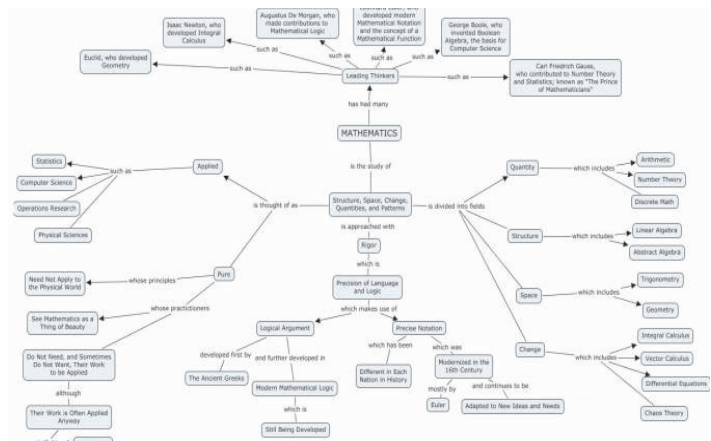 developed modern
Mathematical Notation
and the concept of a
Mathematical Function
Augustus De Morgan, who
made contributions to
Mathematical Logic
Isaac Newton, who
developed Integral
Calculus
George Boole, who
invented Boolean
Algebra, the basis for
Computer Science
Euclid, who developed
Geometry
Carl Friedrich Gauss,
who contributed to Number Theory
and Statistics; known as "The Prince
of Mathematicians"
such as
such as
such as
such as
such as
such as
Leading Thinkers
has had many
MATHEMATICS
is the study of
Structure, Space, Change,
Quantities, and Patterns
is thought of as
is divided into fields
Applied
such as
Statistics
Computer Science
Operations Research
Physical Sciences
Pure
whose principles
Need Not Apply to
the Physical World
whose practitioners
See Mathematics as a
Thing of Beauty
Do Not Need, and Sometimes
Do Not Want, Their Work
to be Applied
although
Their Work is Often Applied
Anyway
is approached with
Rigor
which is
Precision of Language
and Logic
which makes use of
Logical Argument
developed first by
The Ancient Greeks
and further developed in
Modern Mathematical Logic
which is
Still Being Developed
Precise Notation
which has been
Different in Each
Nation in History
which was
Modernized in the
16th Century
mostly by
Euler
and continues to be
Adapted to New Ideas and Needs
Quantity
which includes
Arithmetic
Number Theory
Discrete Math
Structure
which includes
Linear Algebra
Abstract Algebra
Space
which includes
Trigonometry
Geometry
Change
which includes
Integral Calculus
Vector Calculus
Differential Equations
Chaos Theory